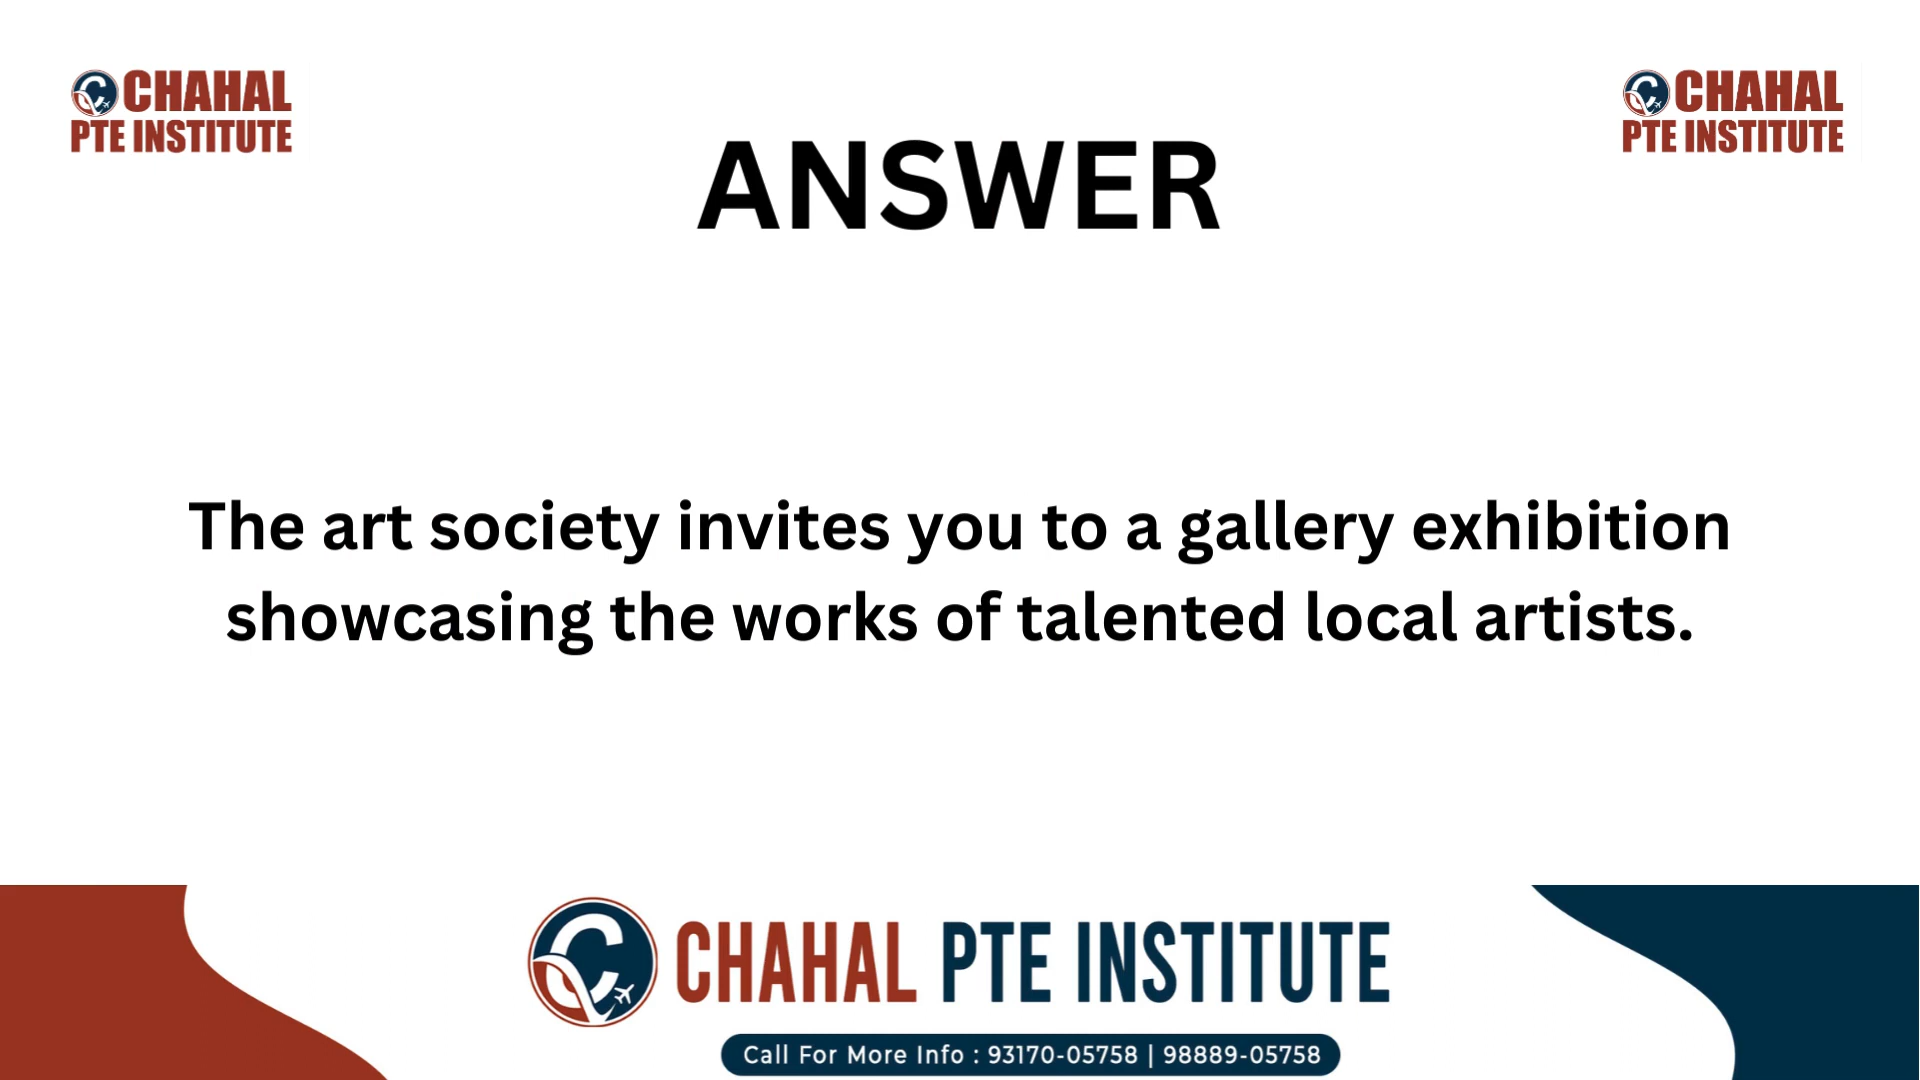 CHAHAL
PTE INSTITUTE
CHAHAL
PTE INSTITUTE
ANSWER
The art society invites you to a gallery exhibition
showcasing the works of talented local artists.
CHAHAL PTE INSTITUTE
Call For More Info : 93170-05758 | 98889-05758